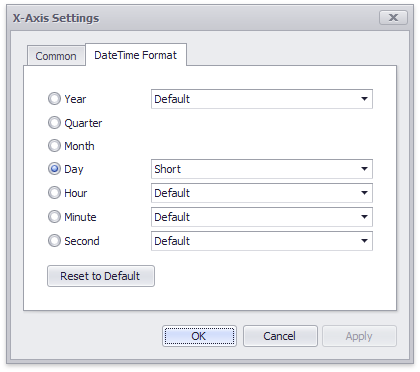 X-Axis Settings
Common DateTime Format
Year Default
Quarter
Month
Day Short
Hour Default
Minute Default
Second Default
Reset to Default
OK Cancel Apply